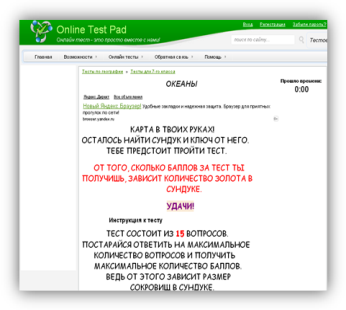 Online Test Pad
Онлайн тест - это просто вместе с нами!
Вход Регистрация Забыли пароль?
поиск по сайту...
Главная Возможности Онлайн тесты Обратная связь Помощь
Тесты по географии » Тесты для 7-го класса
ОКЕАНЫ
Прошло времени:
0:00
Яндекс.Директ Все объявления
Новый Яндекс.Браузер! Удобные закладки и надежная защита. Браузер для приятных
прогулок по сети!
browser.yandex.ru
КАРТА В ТВОИХ РУКАХ!
ОСТАЛОСЬ НАЙТИ СУНДУК И КЛЮЧ ОТ НЕГО.
ТЕБЕ ПРЕДСТОИТ ПРОЙТИ ТЕСТ.
ОТ ТОГО, СКОЛЬКО БАЛЛОВ ЗА ТЕСТ ТЫ
ПОЛУЧИШЬ, ЗАВИСИТ КОЛИЧЕСТВО ЗОЛОТА В
СУНДУКЕ.
УДАЧИ!
Инструкция к тесту
ТЕСТ СОСТОИТ ИЗ 15 ВОПРОСОВ.
ПОСТАРАЙСЯ ОТВЕТИТЬ НА МАКСИМАЛЬНОЕ
КОЛИЧЕСТВО ВОПРОСОВ И ПОЛУЧИТЬ
МАКСИМАЛЬНОЕ КОЛИЧЕСТВО БАЛЛОВ.
ВЕДЬ ОТ ЭТОГО ЗАВИСИТ РАЗМЕР
СОКРОВИЩ В СУНДУКЕ.